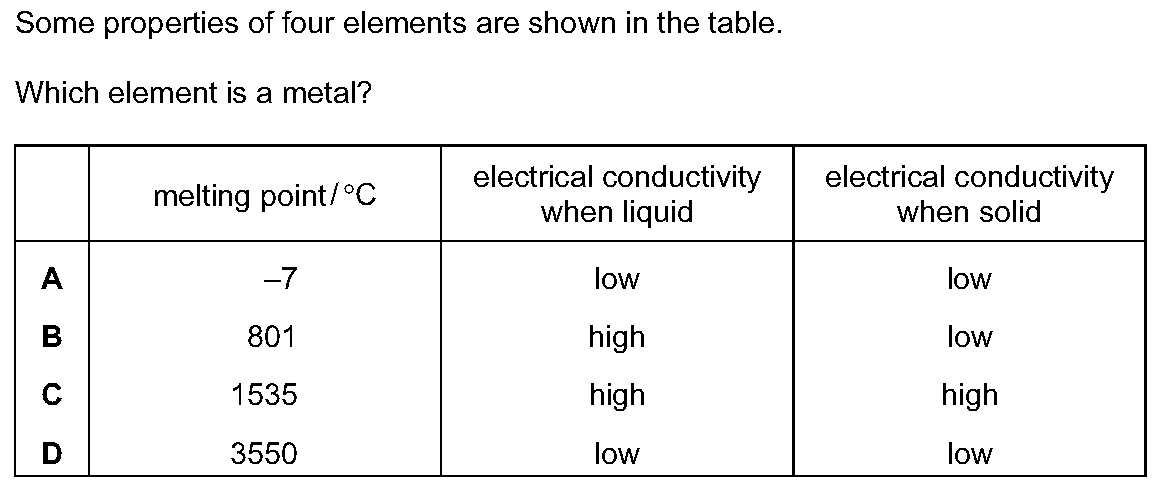 Some properties of four elements are shown in the table.
Which element is a metal?
melting point / °C electrical conductivity when liquid electrical conductivity when solid
A –7 low low
B 801 high low
C 1535 high high
D 3550 low low